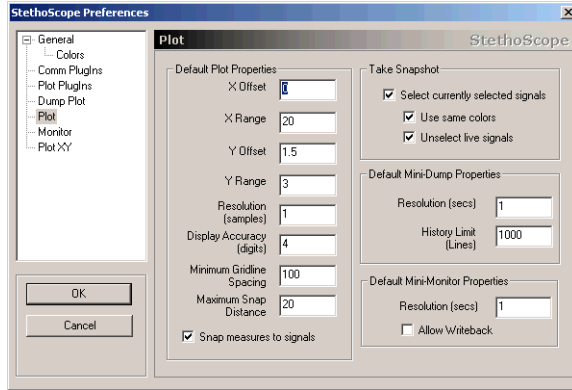 StethoScope Preferences
General
Colors
Comm PlugIns
Plot PlugIns
Dump Plot
Plot
Monitor
Plot XY
OK
Cancel
Plot
StethoScope
Default Plot Properties
X Offset 0
X Range 20
Y Offset 1.5
Y Range 3
Resolution
(samples) 1
Display Accuracy
(digits) 4
Minimum Gridline
Spacing 100
Maximum Snap
Distance 20
Snap measures to signals
Take Snapshot
Select currently selected signals
Use same colors
Unselect live signals
Default Mini-Dump Properties
Resolution (secs) 1
History Limit
(Lines) 1000
Default Mini-Monitor Properties
Resolution (secs) 1
Allow Writeback